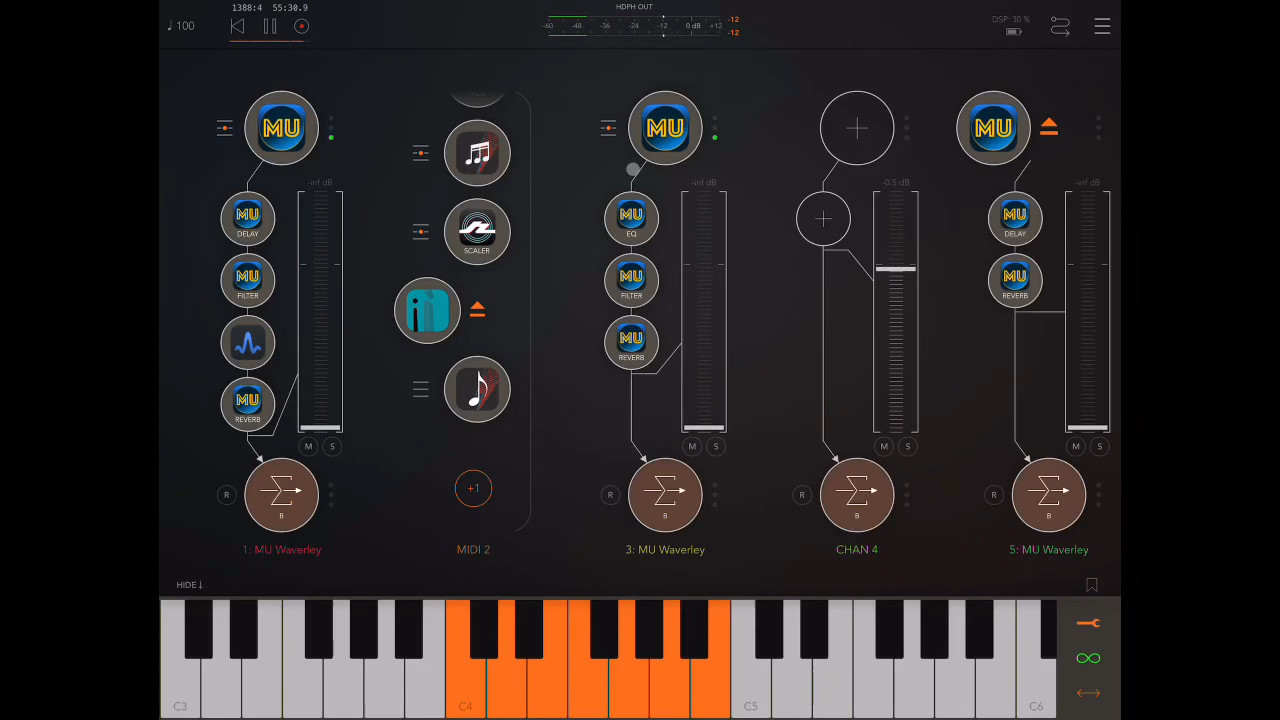 1388:4 55:30.9
♩ 100
HDPH OUT
-60 -48 -36 -24 -12 0 dB +12
-12
-12
DSP: 30 %
MU
MU
MU
-inf dB
-inf dB
-0.5 dB
-inf dB
MU
DELAY
MU
FILTER
MU
REVERB
SCALER
MU
EQ
MU
FILTER
MU
REVERB
MU
DELAY
MU
REVERB
M S
M S
M S
M S
R
B
+1
R
B
R
B
R
B
1: MU Waverley
MIDI 2
3: MU Waverley
CHAN 4
5: MU Waverley
HIDE↓
C3
C4
C5
C6